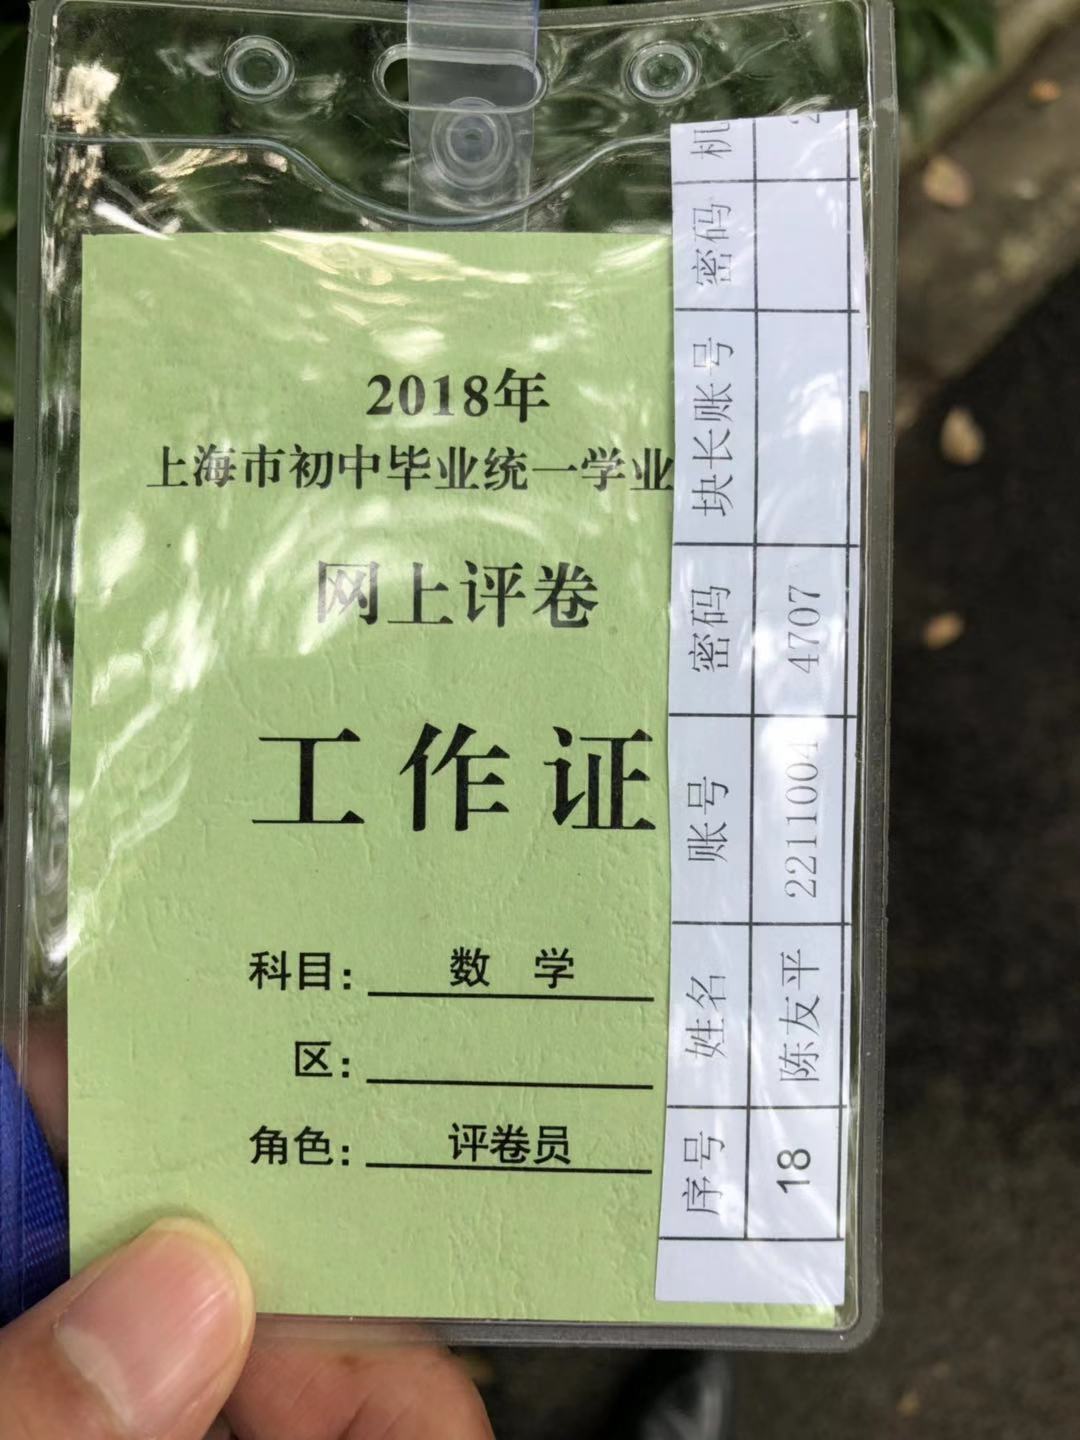 2018年
上海市初中毕业统一学业
网上评卷
工作证
科目：数 学
区：
角色：评卷员
序号 姓名 账号 密码 块长账号 密码 机
18 陈友平 2211004 4707